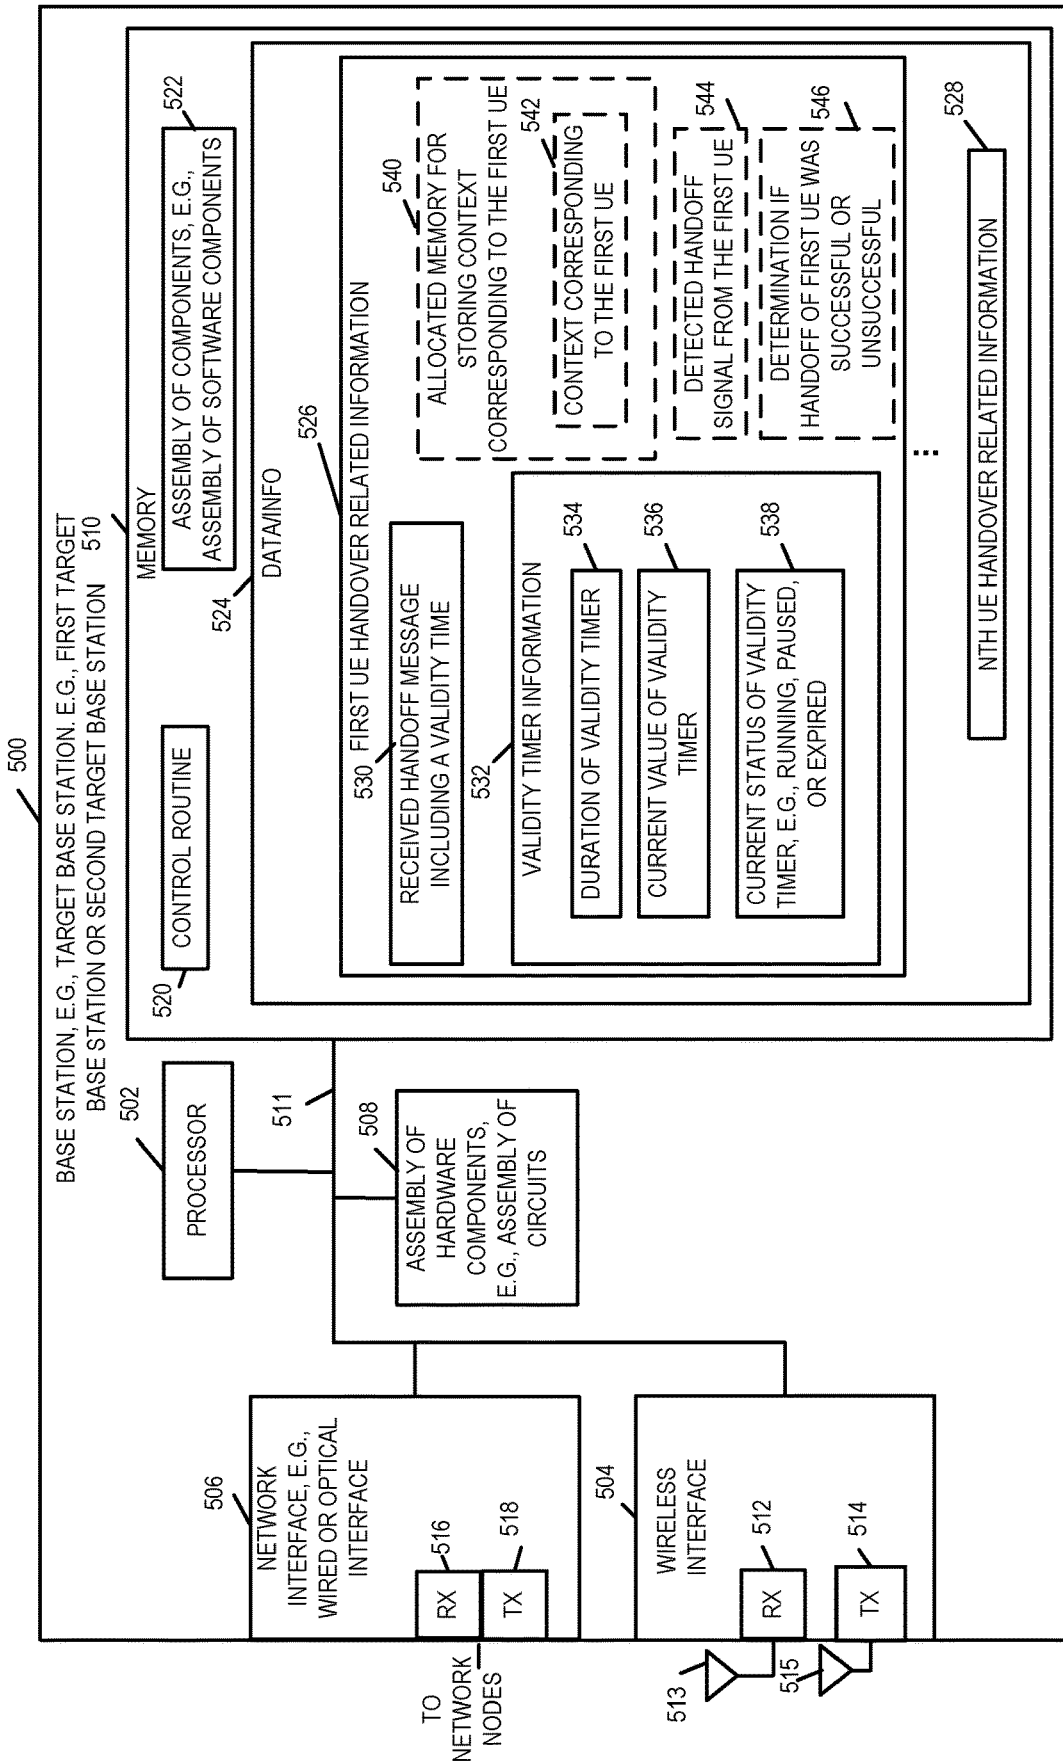 500
BASE STATION, E.G., TARGET BASE STATION. E.G., FIRST TARGET
BASE STATION OR SECOND TARGET BASE STATION
506
NETWORK
INTERFACE, E.G.,
WIRED OR OPTICAL
INTERFACE
516
RX
518
TX
TO
NETWORK
NODES
504
WIRELESS
INTERFACE
512
RX
513
514
TX
515
502
PROCESSOR
511
508
ASSEMBLY OF
HARDWARE
COMPONENTS,
E.G., ASSEMBLY OF
CIRCUITS
510
MEMORY
520
CONTROL ROUTINE
522
ASSEMBLY OF COMPONENTS, E.G.,
ASSEMBLY OF SOFTWARE COMPONENTS
524
DATA/INFO
526
FIRST UE HANDOVER RELATED INFORMATION
530
RECEIVED HANDOFF MESSAGE
INCLUDING A VALIDITY TIME
532
VALIDITY TIMER INFORMATION
534
DURATION OF VALIDITY TIMER
536
CURRENT VALUE OF VALIDITY
TIMER
538
CURRENT STATUS OF VALIDITY
TIMER, E.G., RUNNING, PAUSED,
OR EXPIRED
540
ALLOCATED MEMORY FOR
STORING CONTEXT
CORRESPONDING TO THE FIRST UE
542
CONTEXT CORRESPONDING
TO THE FIRST UE
544
DETECTED HANDOFF
SIGNAL FROM THE FIRST UE
546
DETERMINATION IF
HANDOFF OF FIRST UE WAS
SUCCESSFUL OR
UNSUCCESSFUL
...
528
NTH UE HANDOVER RELATED INFORMATION